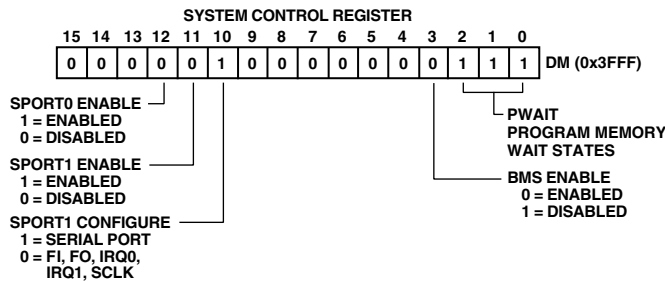 SYSTEM CONTROL REGISTER
15 14 13 12 11 10 9 8 7 6 5 4 3 2 1 0
0 0 0 0 0 1 0 0 0 0 0 0 0 1 1 1 DM (0x3FFF)
SPORT0 ENABLE
1 = ENABLED
0 = DISABLED
SPORT1 ENABLE
1 = ENABLED
0 = DISABLED
SPORT1 CONFIGURE
1 = SERIAL PORT
0 = FI, FO, IRQ0,
IRQ1, SCLK
PWAIT
PROGRAM MEMORY
WAIT STATES
BMS ENABLE
0 = ENABLED
1 = DISABLED